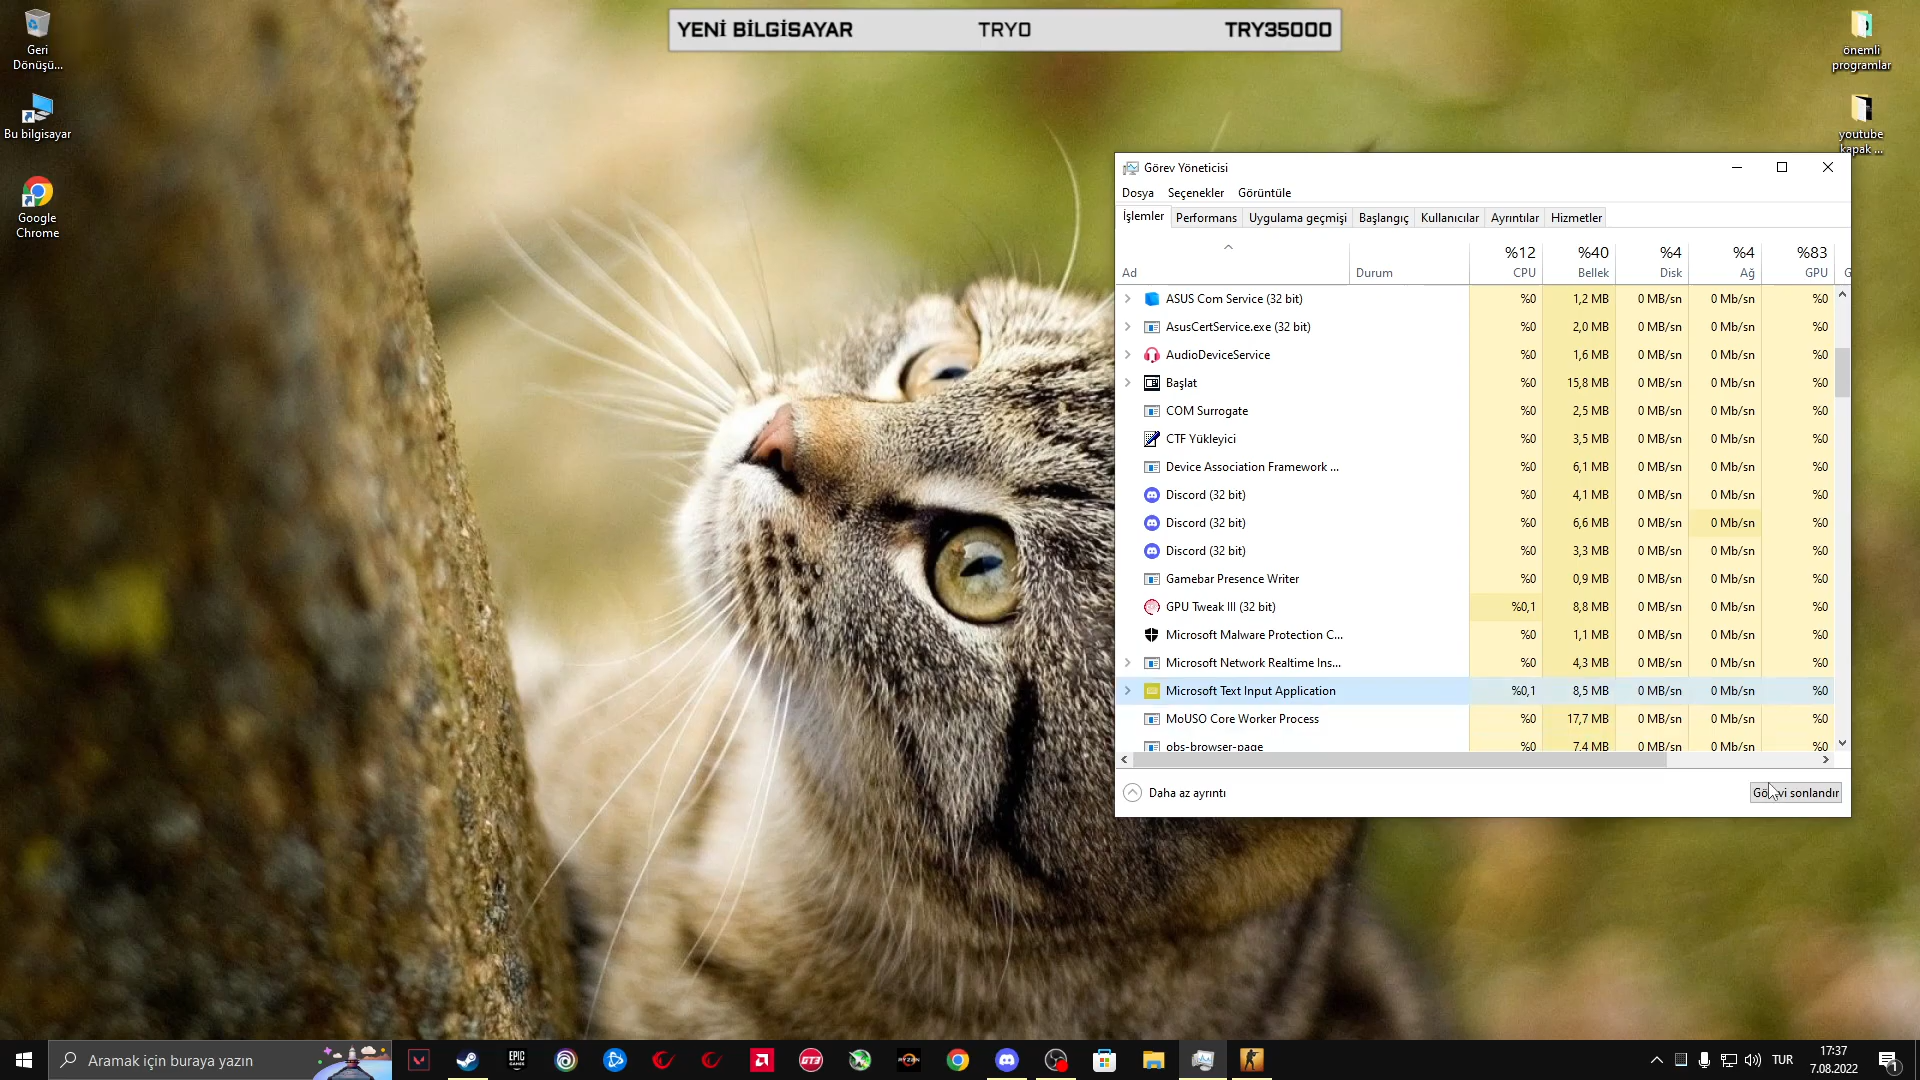 YENİ BİLGİSAYAR TRY0 TRY35000
Geri
Dönüşü...
Bu bilgisayar
Google
Chrome
önemli
programlar
youtube
kapak ...
Görev Yöneticisi
Dosya Seçenekler Görüntüle
İşlemler Performans Uygulama geçmişi Başlangıç Kullanıcılar Ayrıntılar Hizmetler
%12 %40 %4 %4 %83
Ad Durum CPU Bellek Disk Ağ GPU G
ASUS Com Service (32 bit) %0 1,2 MB 0 MB/sn 0 Mb/sn %0
AsusCertService.exe (32 bit) %0 2,0 MB 0 MB/sn 0 Mb/sn %0
AudioDeviceService %0 1,6 MB 0 MB/sn 0 Mb/sn %0
Başlat %0 15,8 MB 0 MB/sn 0 Mb/sn %0
COM Surrogate %0 2,5 MB 0 MB/sn 0 Mb/sn %0
CTF Yükleyici %0 3,5 MB 0 MB/sn 0 Mb/sn %0
Device Association Framework ... %0 6,1 MB 0 MB/sn 0 Mb/sn %0
Discord (32 bit) %0 4,1 MB 0 MB/sn 0 Mb/sn %0
Discord (32 bit) %0 6,6 MB 0 MB/sn 0 Mb/sn %0
Discord (32 bit) %0 3,3 MB 0 MB/sn 0 Mb/sn %0
Gamebar Presence Writer %0 0,9 MB 0 MB/sn 0 Mb/sn %0
GPU Tweak III (32 bit) %0,1 8,8 MB 0 MB/sn 0 Mb/sn %0
Microsoft Malware Protection C... %0 1,1 MB 0 MB/sn 0 Mb/sn %0
Microsoft Network Realtime Ins... %0 4,3 MB 0 MB/sn 0 Mb/sn %0
Microsoft Text Input Application %0,1 8,5 MB 0 MB/sn 0 Mb/sn %0
MoUSO Core Worker Process %0 17,7 MB 0 MB/sn 0 Mb/sn %0
obs-browser-page %0 7,4 MB 0 MB/sn 0 Mb/sn %0
Daha az ayrıntı Görevi sonlandır
Aramak için buraya yazın EPIC GAMES GT3 RYZEN TUR 17:37
7.08.2022 1